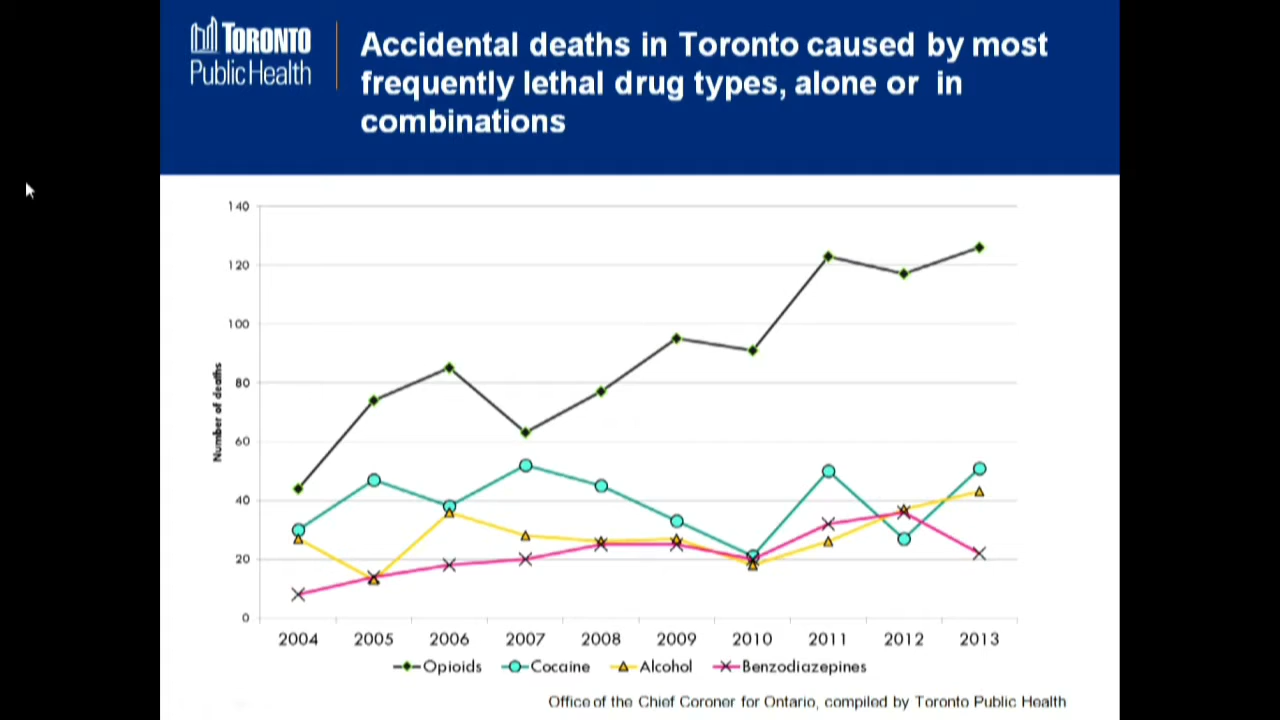 TORONTO
Public Health
Accidental deaths in Toronto caused by most
frequently lethal drug types, alone or in
combinations
Number of deaths
140
120
100
80
60
40
20
0
2004 2005 2006 2007 2008 2009 2010 2011 2012 2013
Opioids Cocaine Alcohol Benzodiazepines
Office of the Chief Coroner for Ontario, compiled by Toronto Public Health